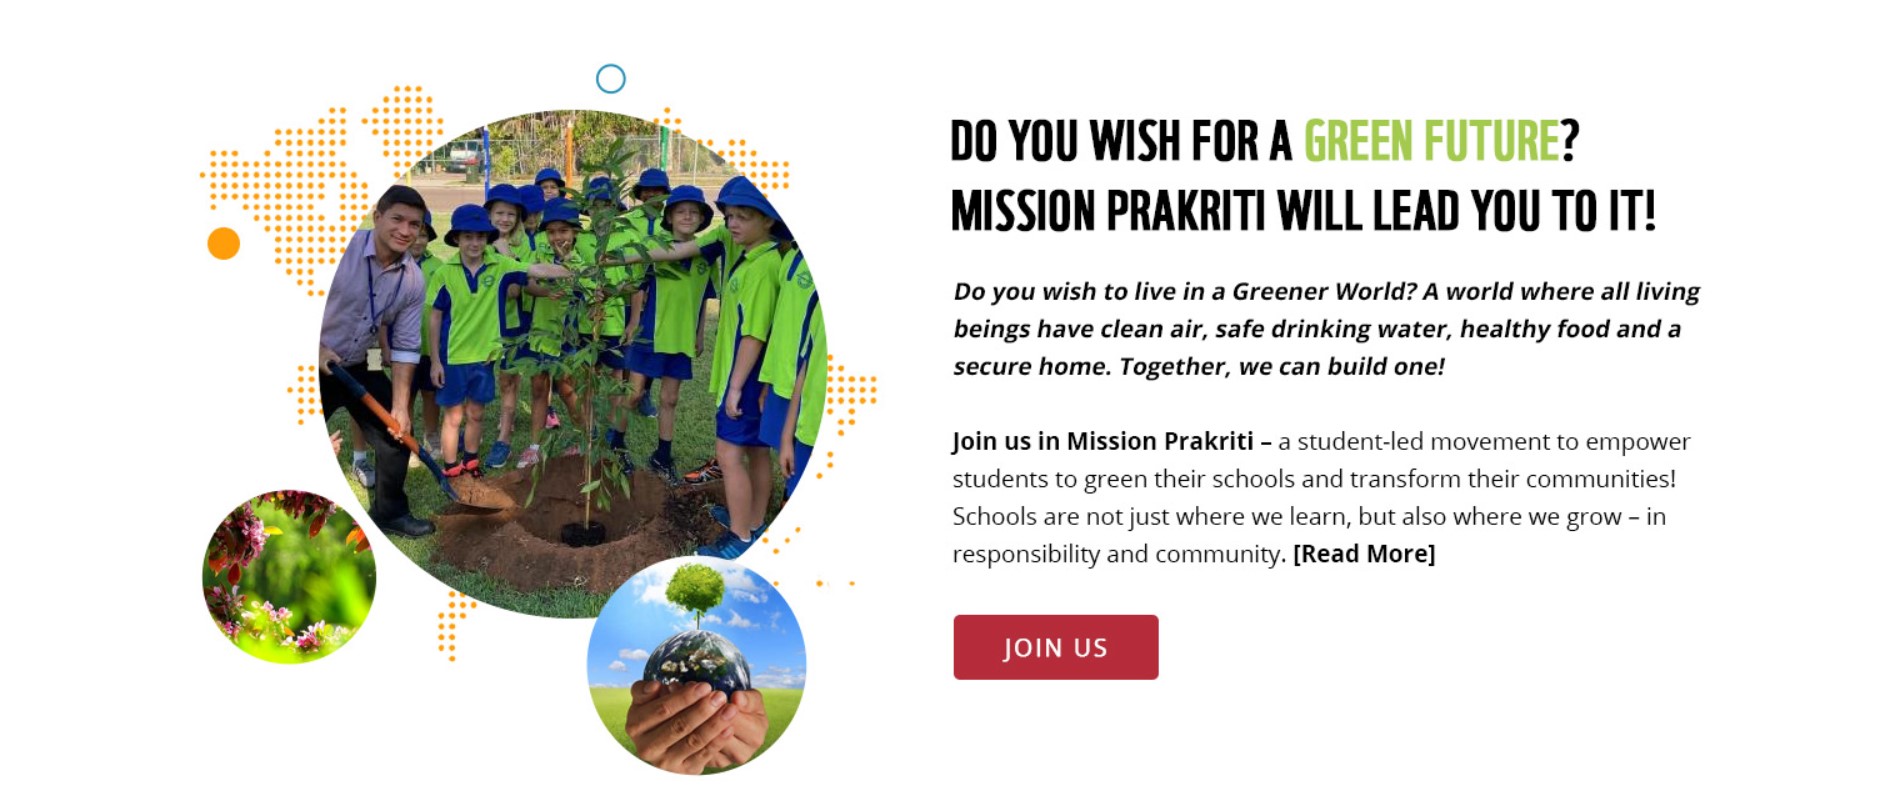 DO YOU WISH FOR A GREEN FUTURE?
MISSION PRAKRITI WILL LEAD YOU TO IT!
Do you wish to live in a Greener World? A world where all living
beings have clean air, safe drinking water, healthy food and a
secure home. Together, we can build one!
Join us in Mission Prakriti – a student-led movement to empower
students to green their schools and transform their communities!
Schools are not just where we learn, but also where we grow – in
responsibility and community. [Read More]
JOIN US